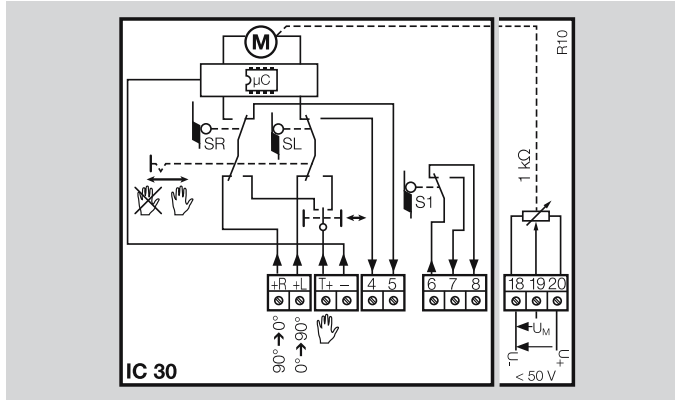 M
R10
µC
SR
SL
1 kΩ
S1
+R +L T+ – 4 5 6 7 8 18 19 20
90°→0°
0°→90°
UM
U-
U+
IC 30
< 50 V